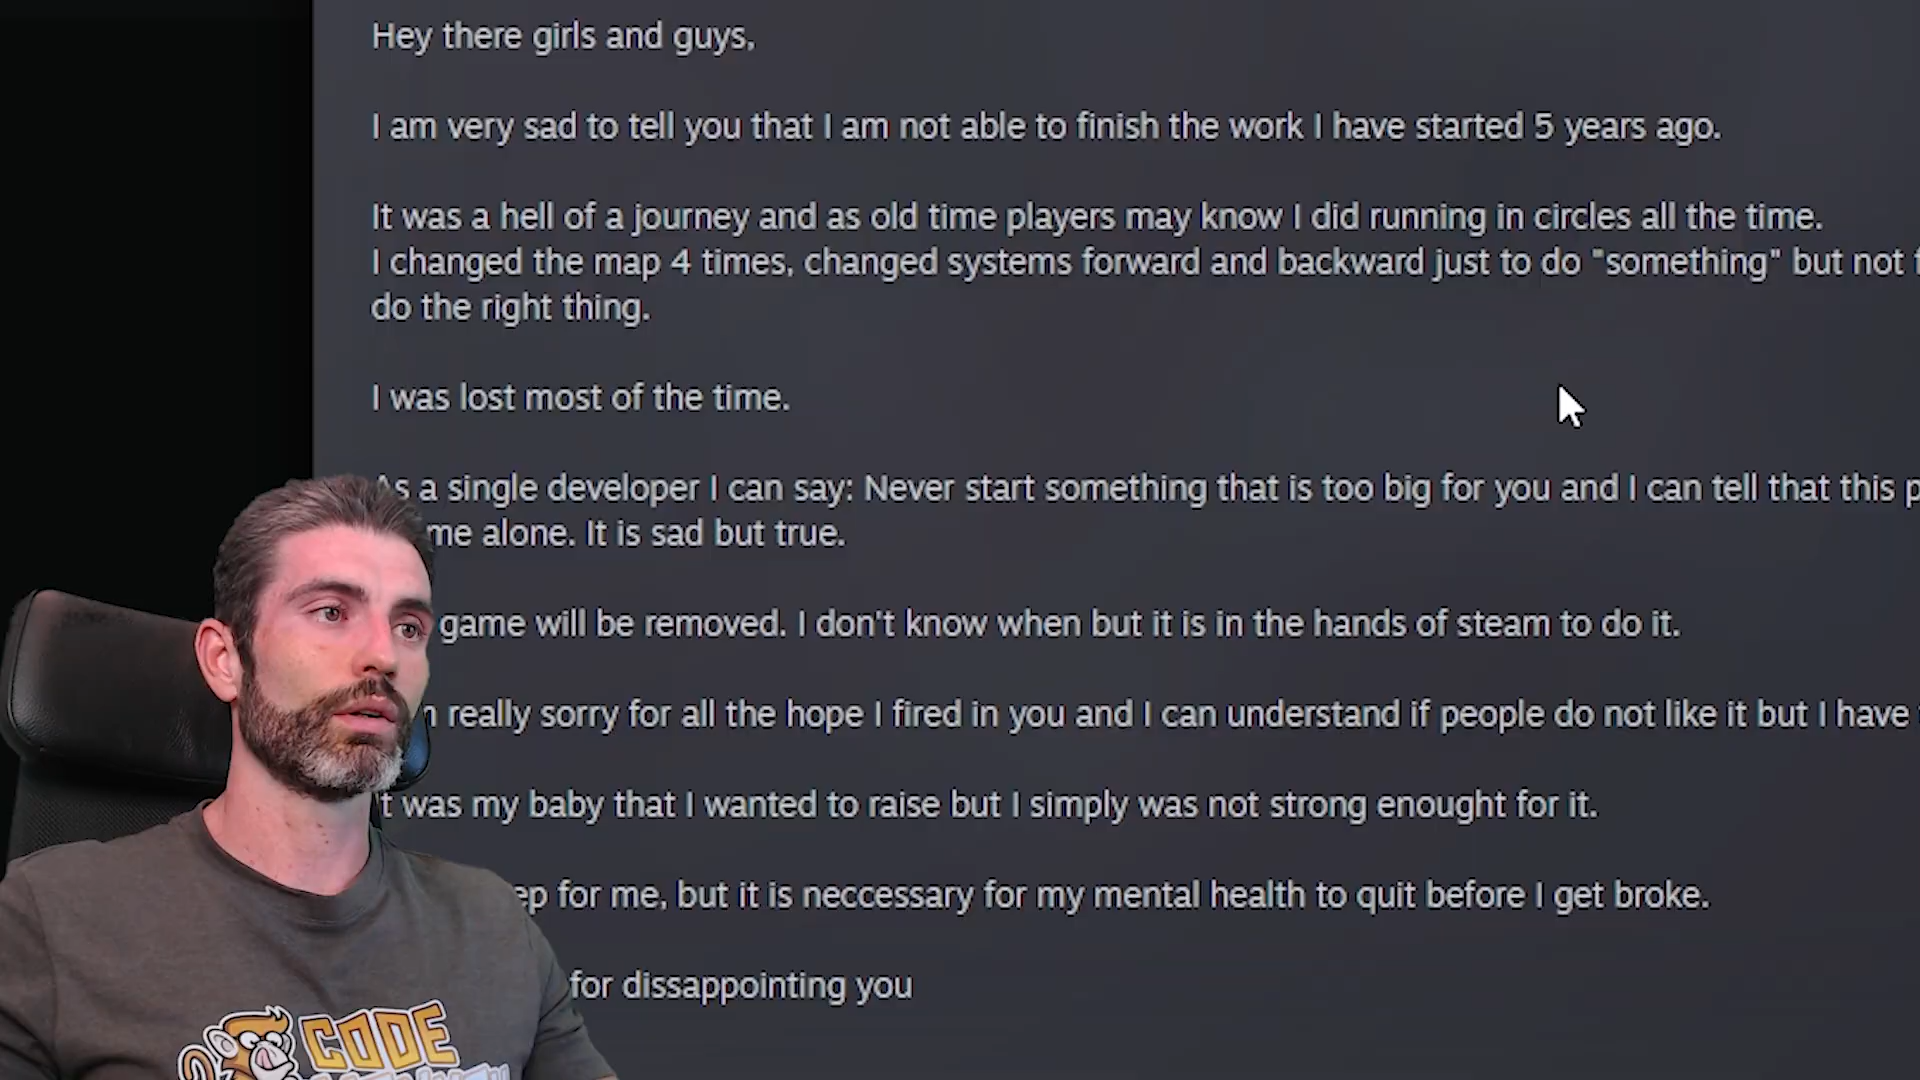 Hey there girls and guys,
I am very sad to tell you that I am not able to finish the work I have started 5 years ago.
It was a hell of a journey and as old time players may know I did running in circles all the time.
I changed the map 4 times, changed systems forward and backward just to do "something" but not
do the right thing.
I was lost most of the time.
As a single developer I can say: Never start something that is too big for you and I can tell that this
me alone. It is sad but true.
game will be removed. I don't know when but it is in the hands of steam to do it.
really sorry for all the hope I fired in you and I can understand if people do not like it but I have
It was my baby that I wanted to raise but I simply was not strong enought for it.
for me, but it is neccessary for my mental health to quit before I get broke.
for dissappointing you
CODE